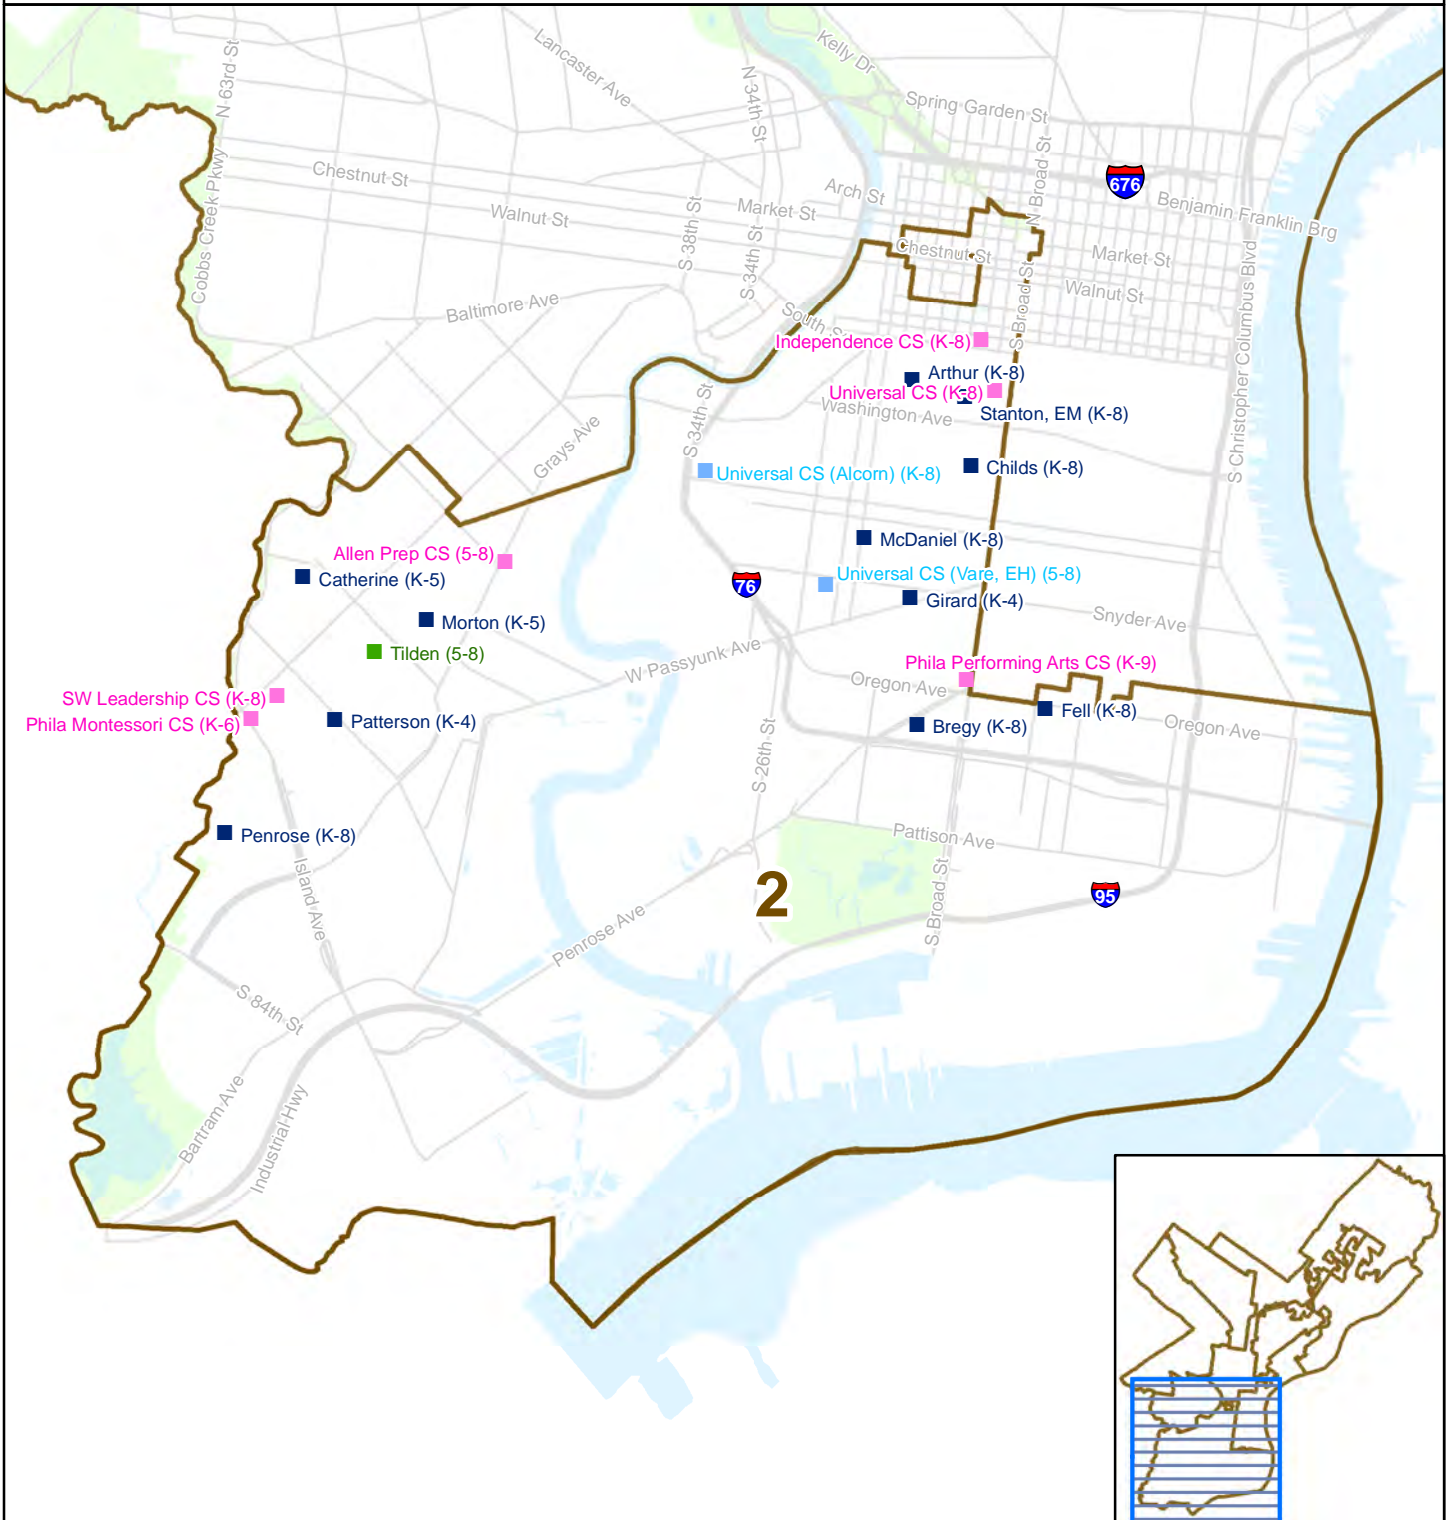 Lancaster Ave
Kelly Dr
N 63rd St
N 34th St
Spring Garden St
N Broad St
676
Chestnut St
Arch St
Benjamin Franklin Brg
Walnut St
Market St
S 38th St
S 34th St
Cobbs Creek Pkwy
Chestnut St
Market St
Walnut St
S Broad St
S Christopher Columbus Blvd
Baltimore Ave
South St
Independence CS (K-8)
Arthur (K-8)
Universal CS (K-8)
Washington Ave
Stanton, EM (K-8)
S 34th St
Grays Ave
Childs (K-8)
Universal CS (Alcorn) (K-8)
McDaniel (K-8)
Allen Prep CS (5-8)
Catherine (K-5)
76
Universal CS (Vare, EH) (5-8)
Girard (K-4)
Morton (K-5)
Snyder Ave
Tilden (5-8)
W Passyunk Ave
Phila Performing Arts CS (K-9)
Oregon Ave
SW Leadership CS (K-8)
Phila Montessori CS (K-6)
Patterson (K-4)
Fell (K-8)
Bregy (K-8)
Oregon Ave
S 26th St
Penrose (K-8)
Pattison Ave
Island Ave
2
95
S Broad St
Penrose Ave
S 84th St
Bartram Ave
Industrial Hwy